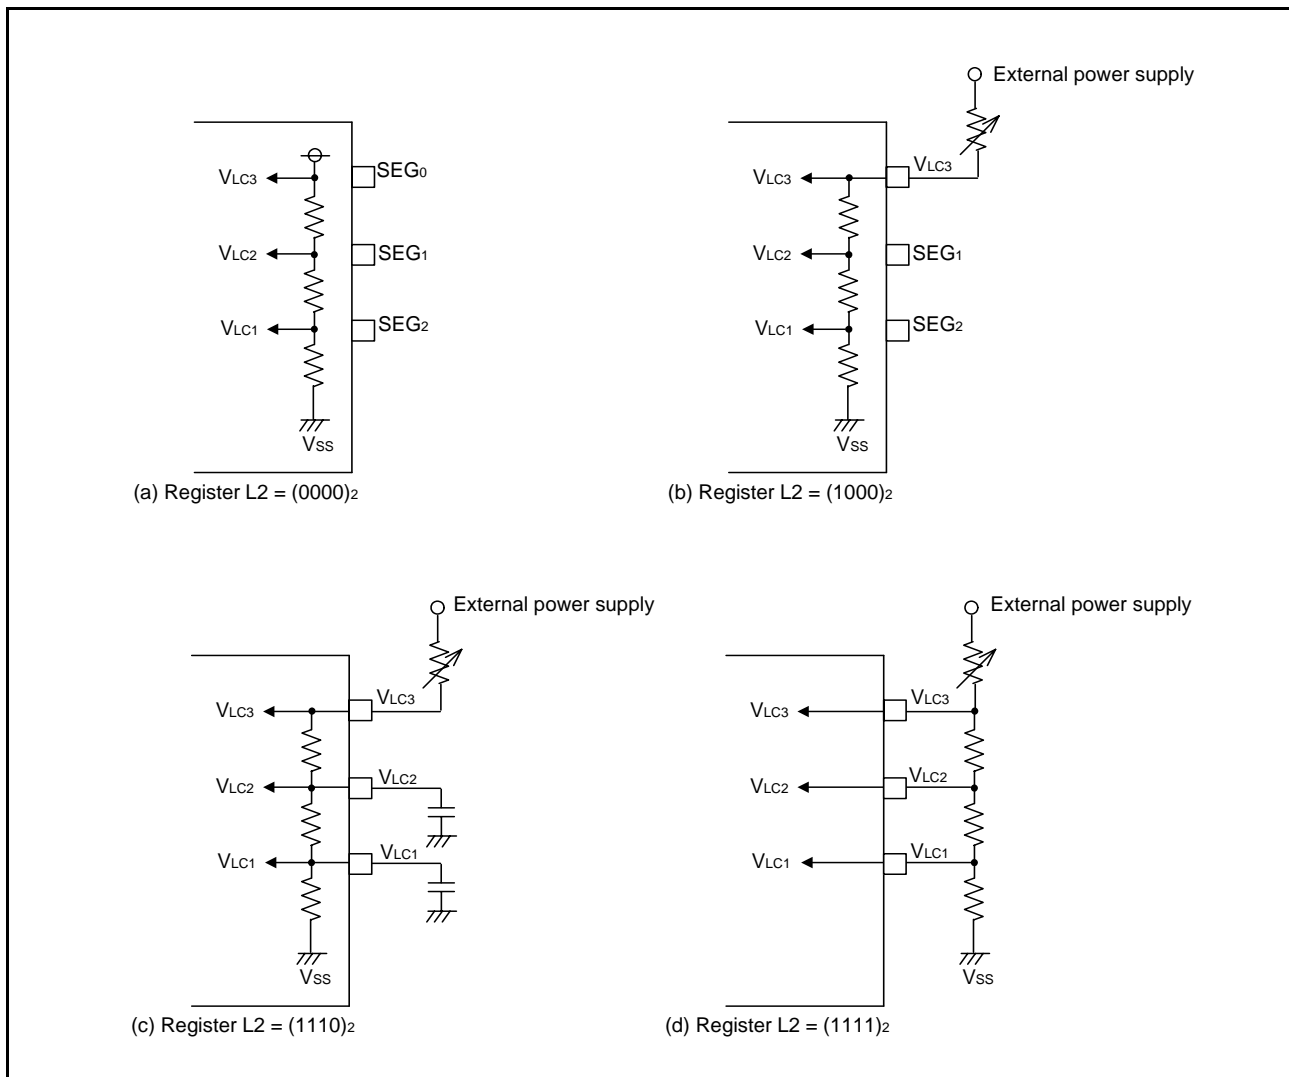 External power supply
VLC3
SEG0
VLC2
SEG1
VLC1
SEG2
VSS
(a) Register L2 = (0000)2
VLC3
VLC3
VLC2
SEG1
VLC1
SEG2
VSS
(b) Register L2 = (1000)2
External power supply
VLC3
VLC3
VLC2
VLC2
VLC1
VLC1
VSS
(c) Register L2 = (1110)2
External power supply
VLC3
VLC3
VLC2
VLC2
VLC1
VLC1
VSS
(d) Register L2 = (1111)2